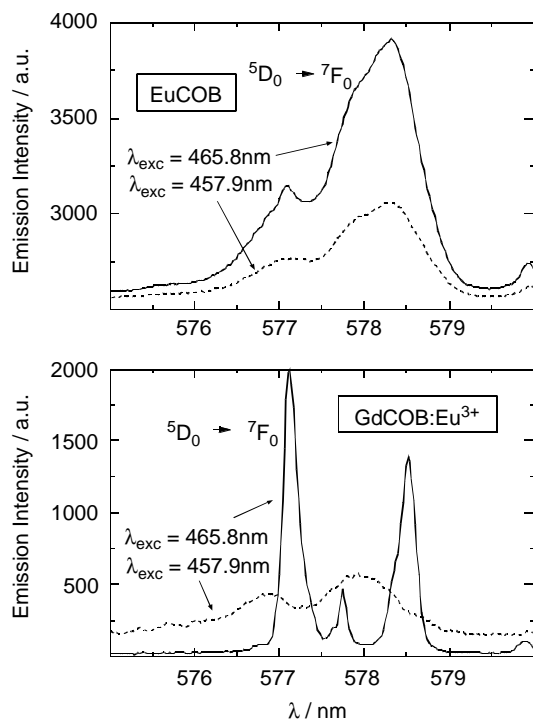 4000
3500
3000
Emission Intensity / a.u.
EuCOB
⁵D₀ → ⁷F₀
λexc = 465.8nm
λexc = 457.9nm
576 577 578 579
2000
1500
1000
500
Emission Intensity / a.u.
⁵D₀ → ⁷F₀
GdCOB:Eu³⁺
λexc = 465.8nm
λexc = 457.9nm
576 577 578 579
λ / nm